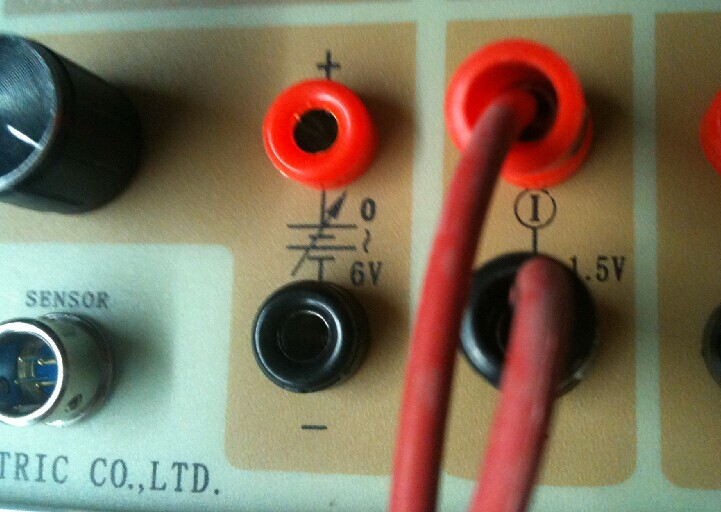 +
0
~
6V
I
1.5V
SENSOR
−
TRIC CO.,LTD.